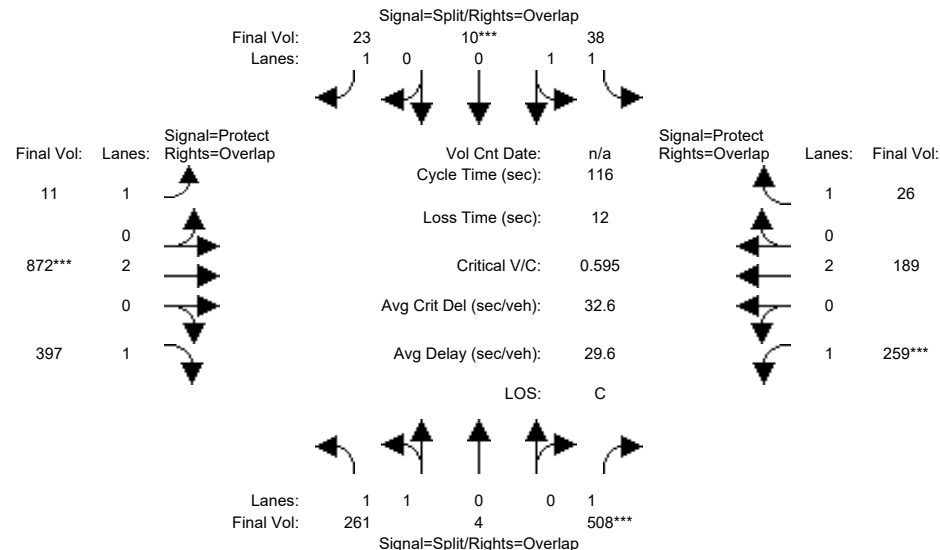 Signal=Split/Rights=Overlap
Final Vol: 23 10*** 38
Lanes: 1 0 0 1 1
Signal=Protect Signal=Protect
Final Vol: Lanes: Rights=Overlap Vol Cnt Date: n/a Rights=Overlap Lanes: Final Vol:
Cycle Time (sec): 116
11 1 1 26
Loss Time (sec): 12
0 0
872*** 2 Critical V/C: 0.595 2 189
0 Avg Crit Del (sec/veh): 32.6 0
397 1 Avg Delay (sec/veh): 29.6 1 259***
LOS: C
Lanes: 1 1 0 0 1
Final Vol: 261 4 508***
Signal=Split/Rights=Overlap